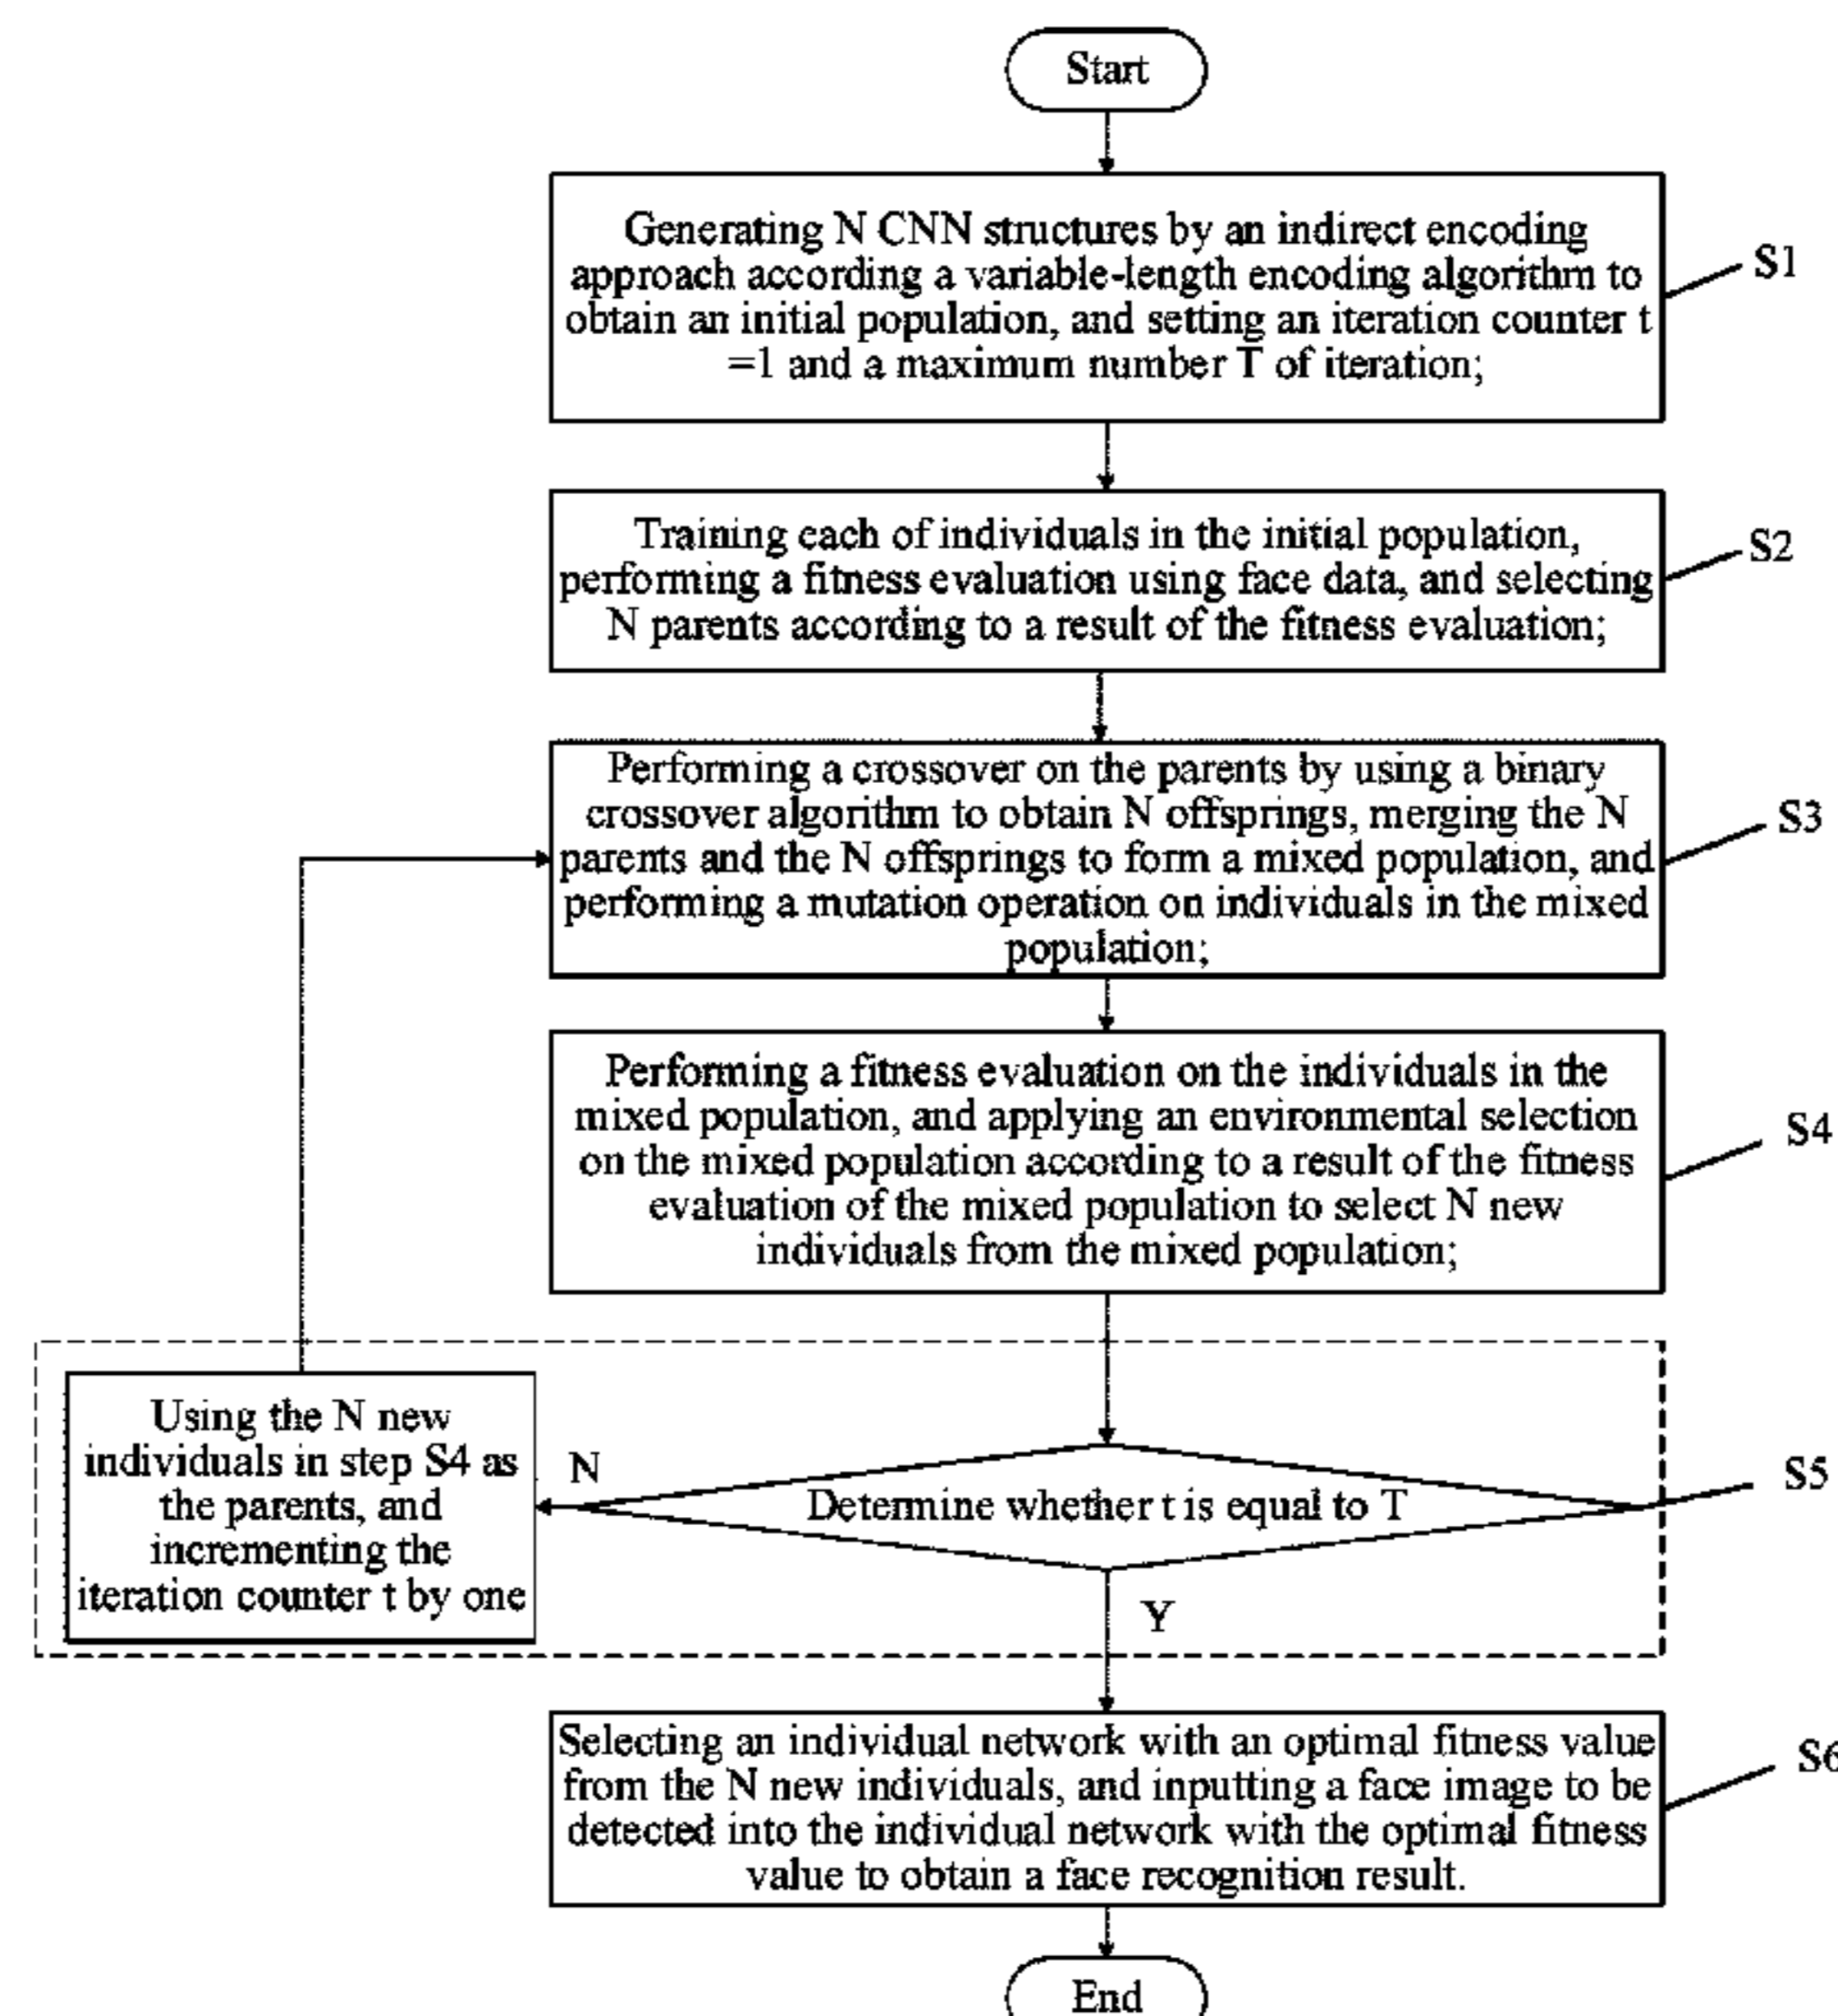 Start
Generating N CNN structures by an indirect encoding
approach according a variable-length encoding algorithm to
obtain an initial population, and setting an iteration counter t
=1 and a maximum number T of iteration;
S1
Training each of individuals in the initial population,
performing a fitness evaluation using face data, and selecting
N parents according to a result of the fitness evaluation;
S2
Performing a crossover on the parents by using a binary
crossover algorithm to obtain N offsprings, merging the N
parents and the N offsprings to form a mixed population, and
performing a mutation operation on individuals in the mixed
population;
S3
Performing a fitness evaluation on the individuals in the
mixed population, and applying an environmental selection
on the mixed population according to a result of the fitness
evaluation of the mixed population to select N new
individuals from the mixed population;
S4
Using the N new
individuals in step S4 as
the parents, and
incrementing the
iteration counter t by one
N
Determine whether t is equal to T
S5
Y
Selecting an individual network with an optimal fitness value
from the N new individuals, and inputting a face image to be
detected into the individual network with the optimal fitness
value to obtain a face recognition result.
S6
End